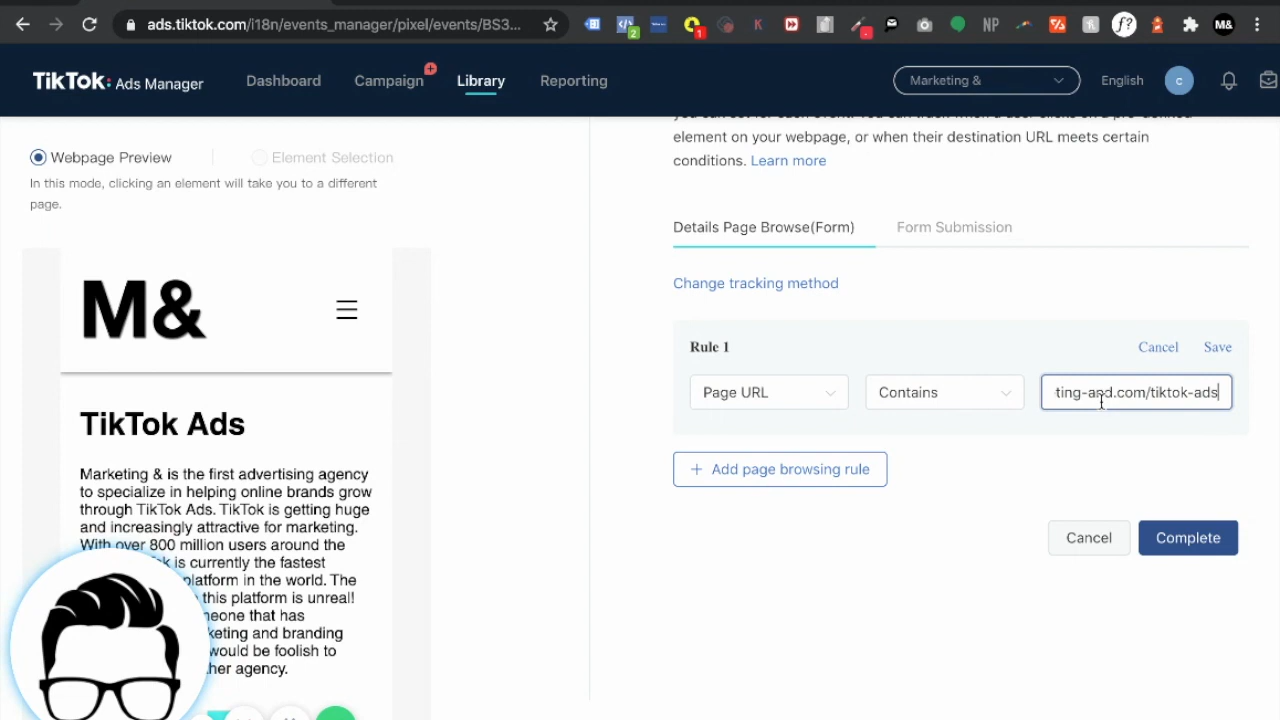 ads.tiktok.com/i18n/events_manager/pixel/events/BS3...
2
1
K
NP
f?
M&
TikTok: Ads Manager
Dashboard
Campaign
Library
Reporting
Marketing &
English
c
Webpage Preview
Element Selection
In this mode, clicking an element will take you to a different
page.
M&
TikTok Ads
Marketing & is the first advertising agency
to specialize in helping online brands grow
through TikTok Ads. TikTok is getting huge
and increasingly attractive for marketing.
With over 800 million users around the
is currently the fastest
platform in the world. The
this platform is unreal!
that has
and branding
would be foolish to
agency.
element on your webpage, or when their destination URL meets certain
conditions. Learn more
Details Page Browse(Form)
Form Submission
Change tracking method
Rule 1
Cancel
Save
Page URL
Contains
ting-and.com/tiktok-ads
+ Add page browsing rule
Cancel
Complete